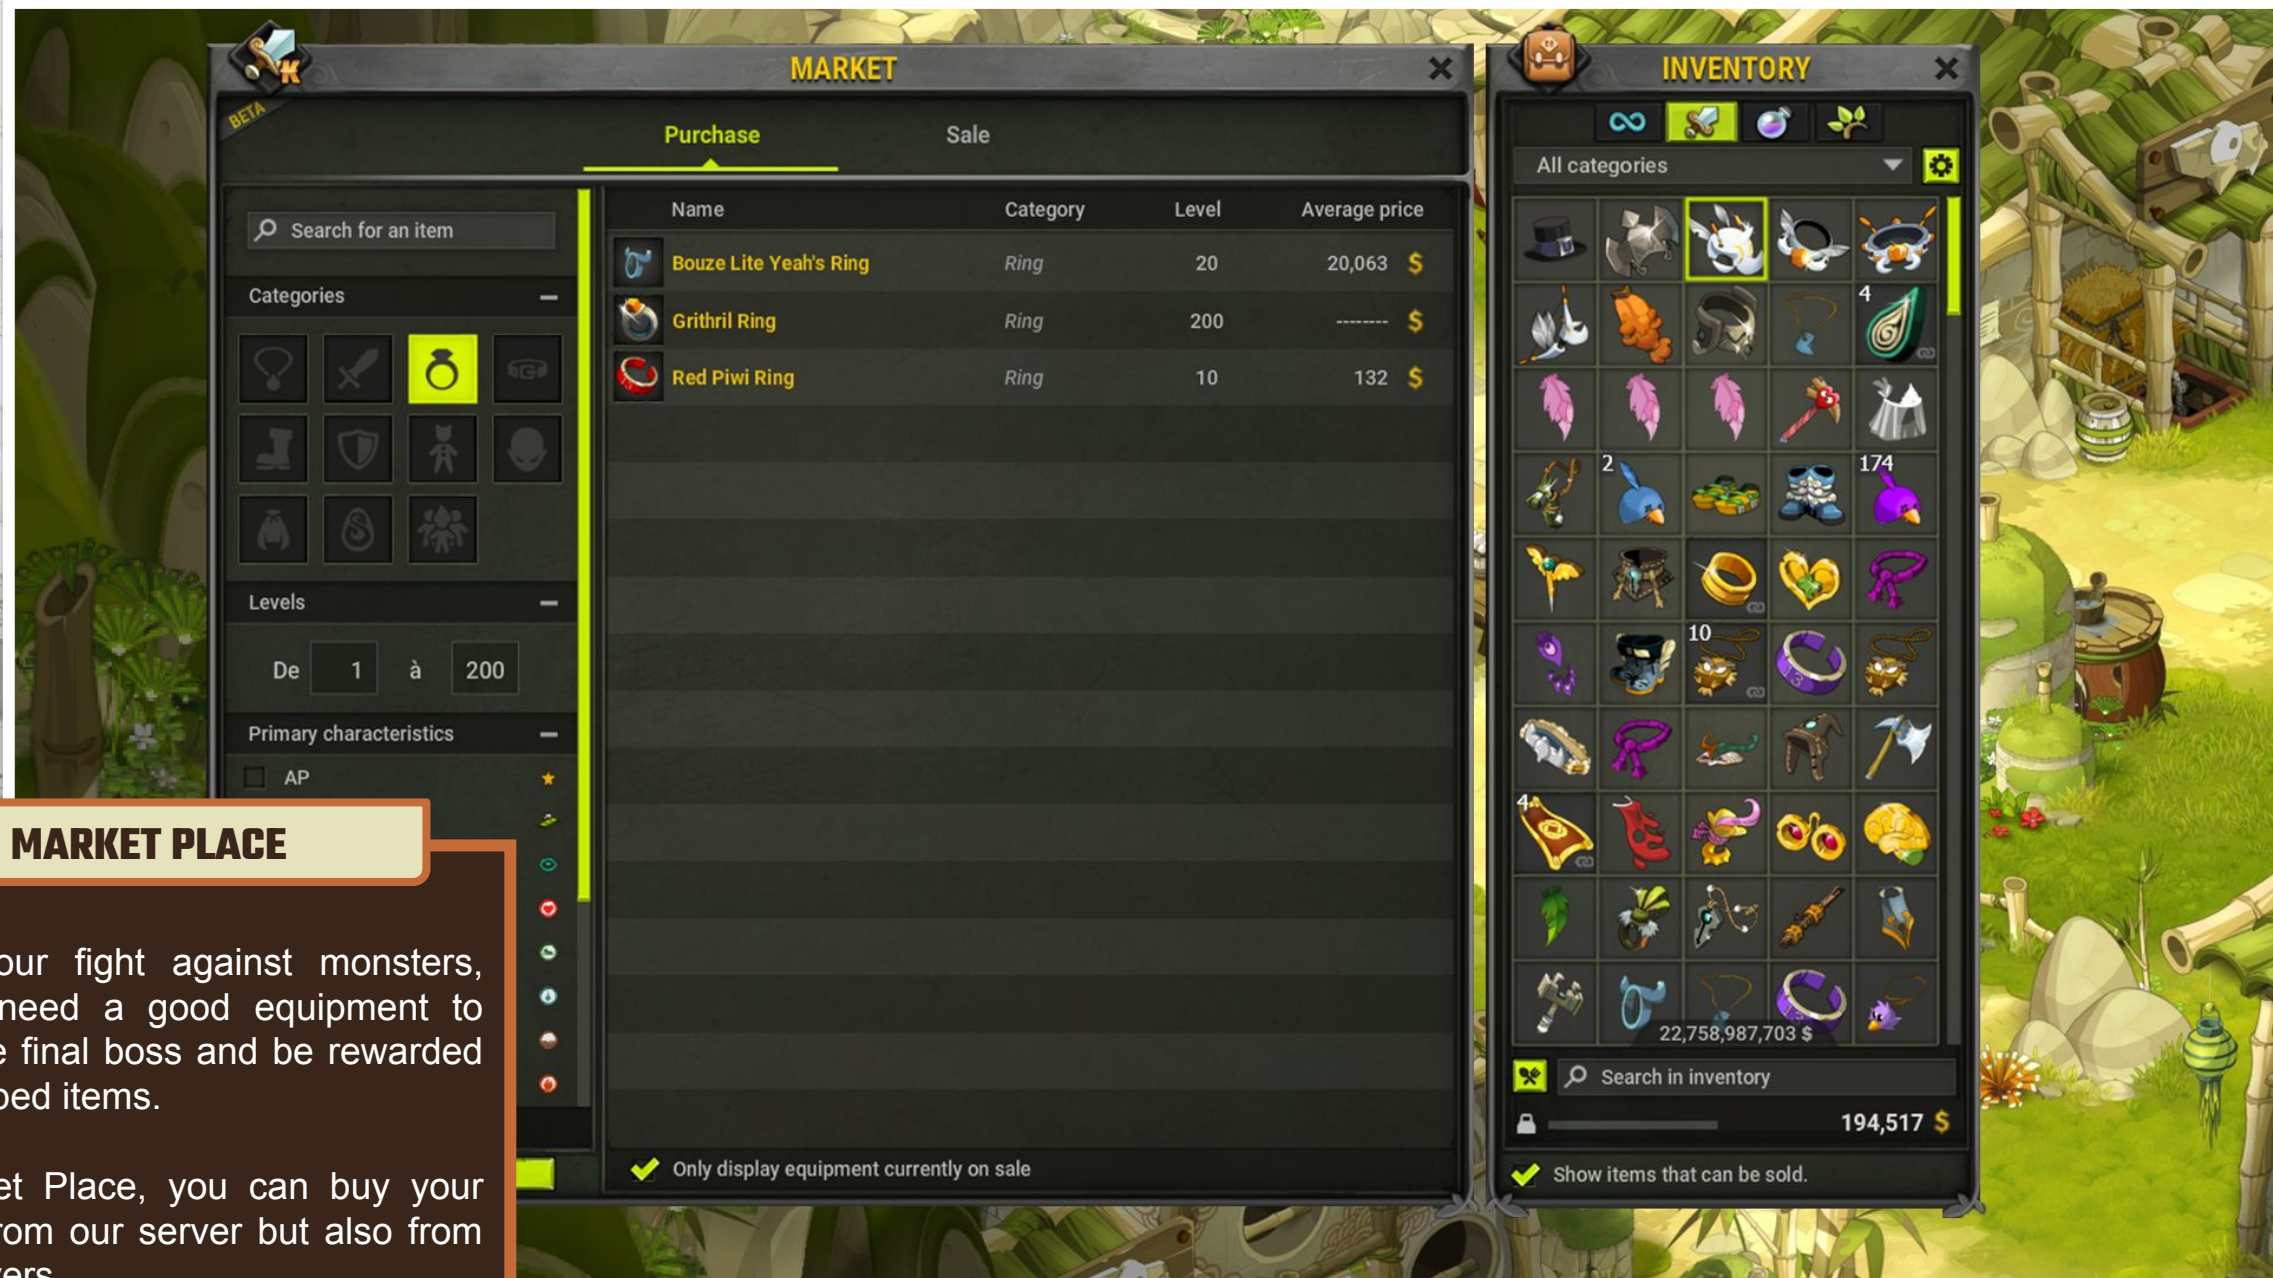 MARKET
INVENTORY
BETA
Purchase
Sale
All categories
Search for an item
Name
Category
Level
Average price
Bouze Lite Yeah's Ring
Ring
20
20,063 $
Grithril Ring
Ring
200
-------- $
Red Piwi Ring
Ring
10
132 $
Categories
Levels
De 1 à 200
Primary characteristics
AP
4
2
174
10
4
13
13
22,758,987,703 $
Search in inventory
194,517 $
Only display equipment currently on sale
Show items that can be sold.
MARKET PLACE
our fight against monsters,
need a good equipment to
final boss and be rewarded
items.
Place, you can buy your
rom our server but also from